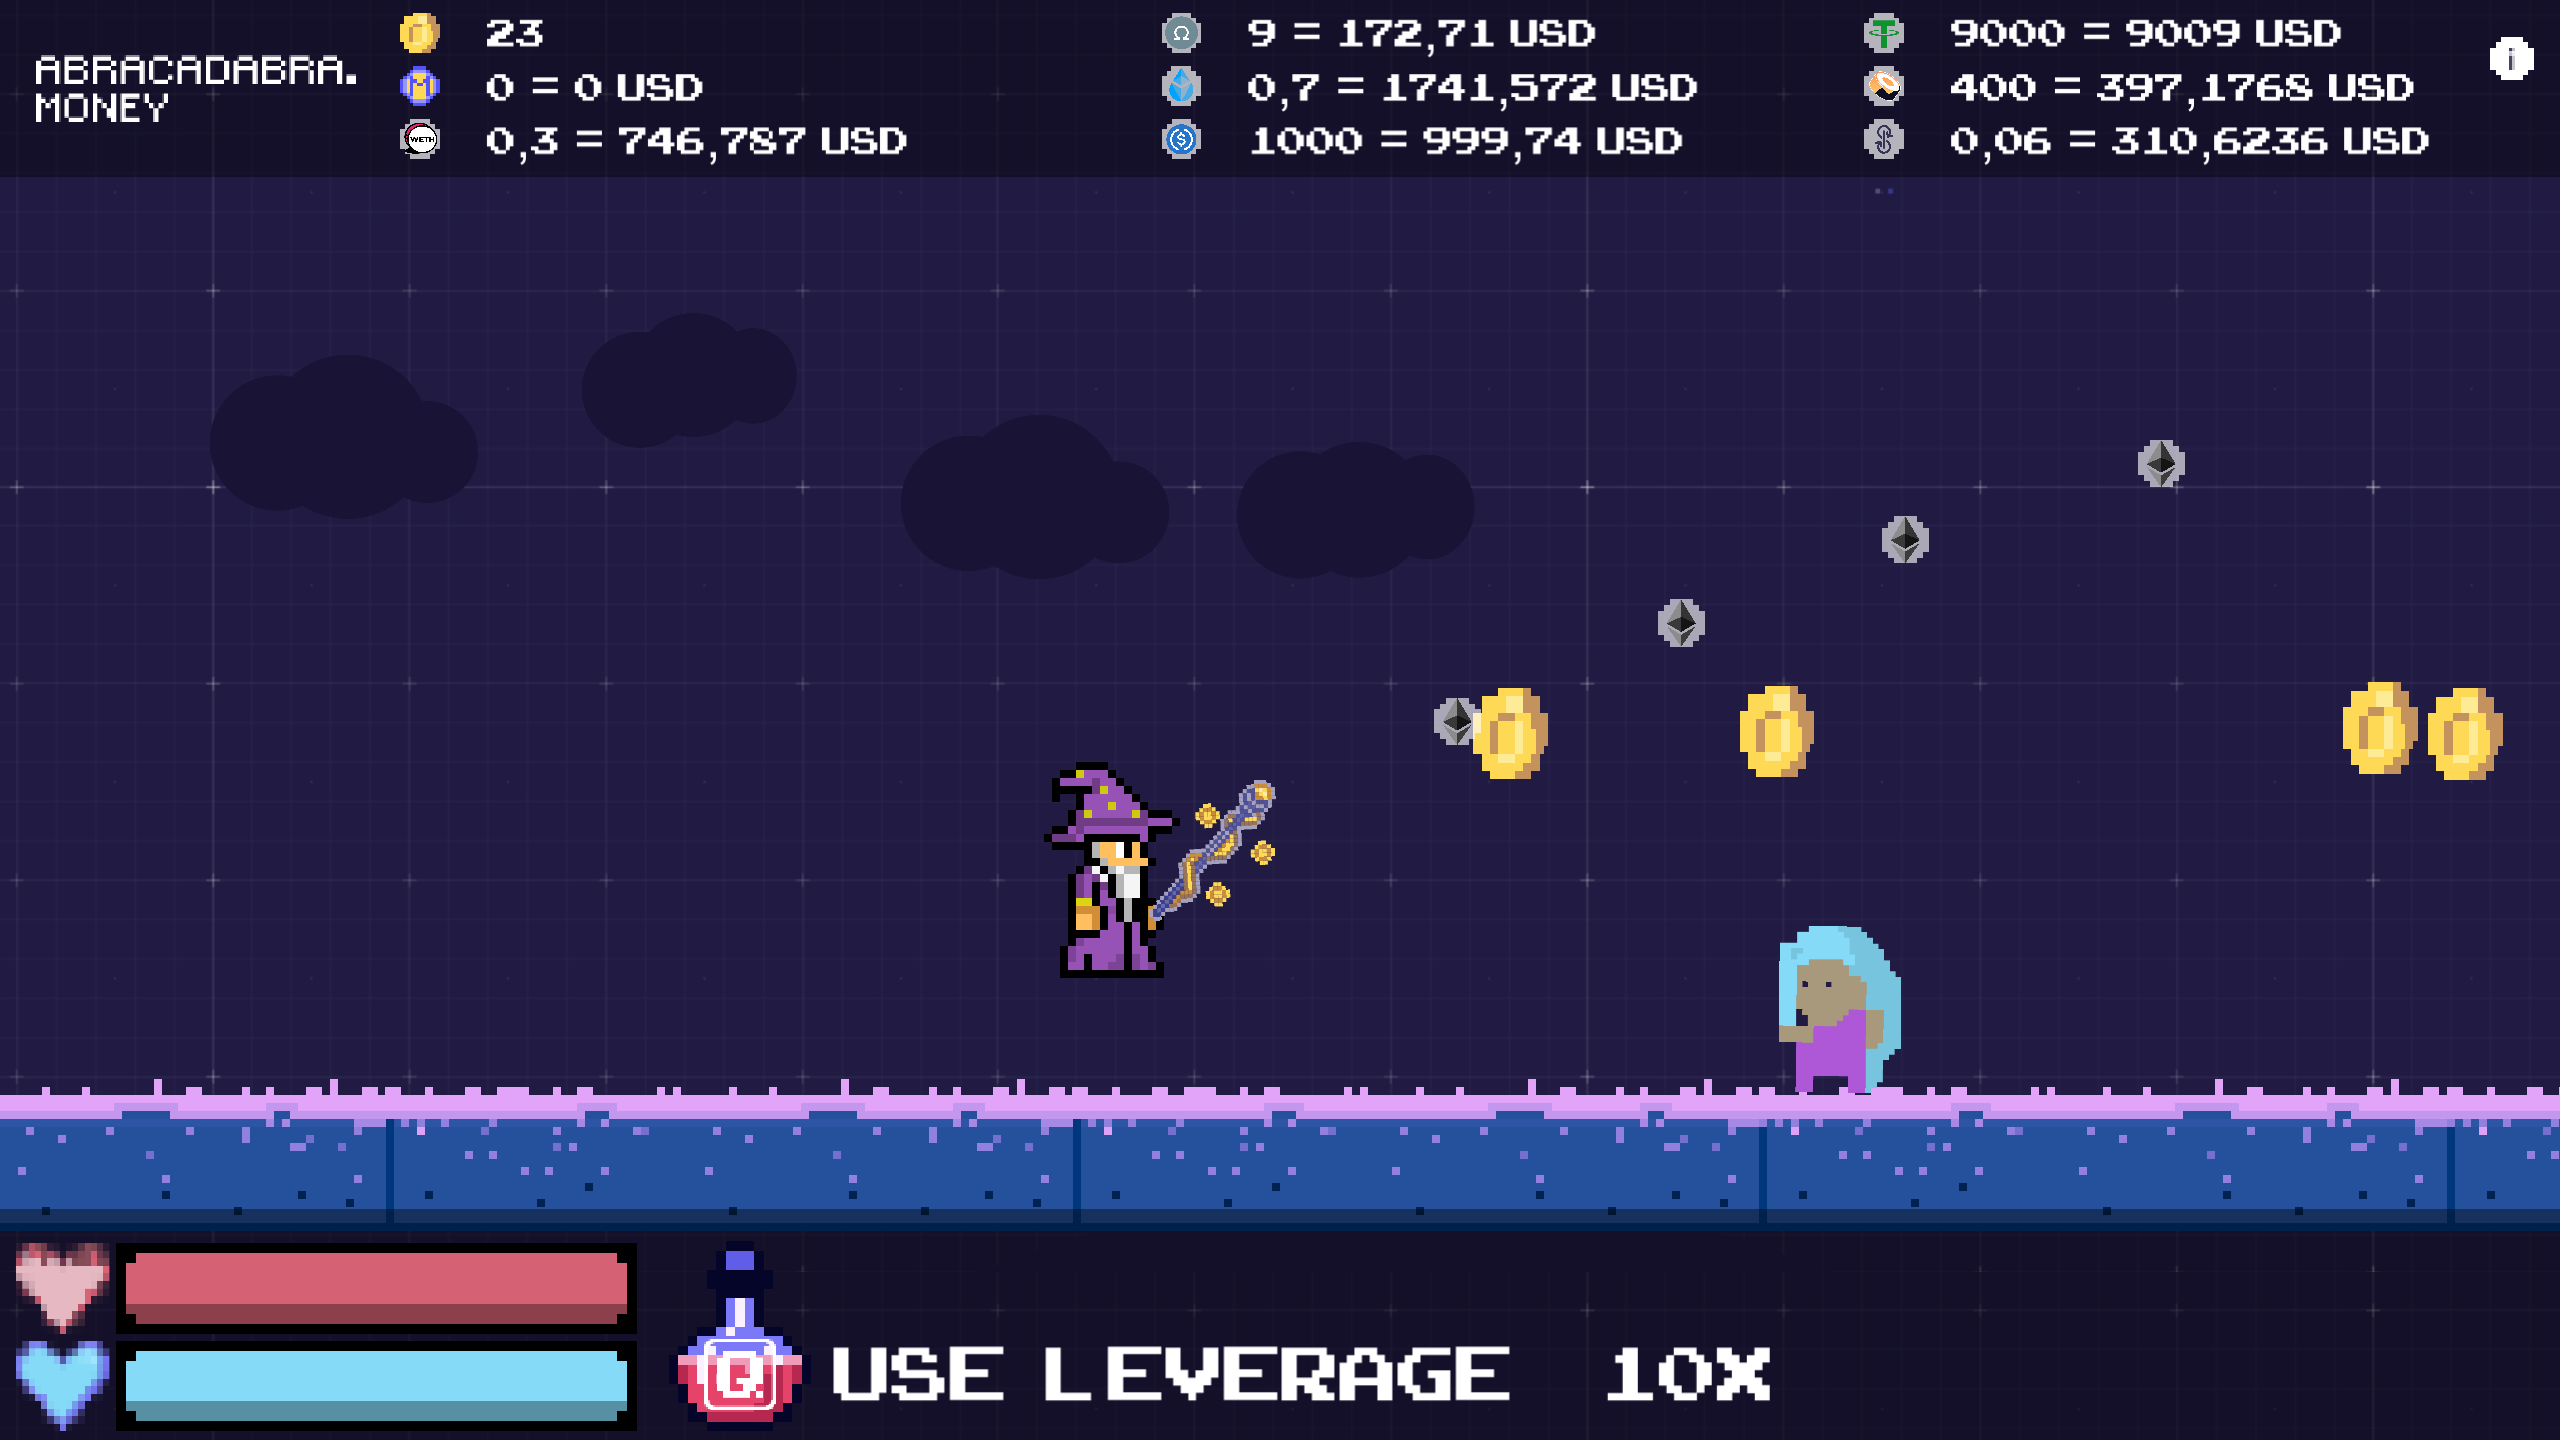 ABRACADABRA.
MONEY
23
0 = 0 USD
WETH
0,3 = 746,787 USD
9 = 172,71 USD
0,7 = 1741,572 USD
1000 = 999,74 USD
9000 = 9009 USD
400 = 397,1768 USD
0,06 = 310,6236 USD
i
Q
USE LEVERAGE 10X